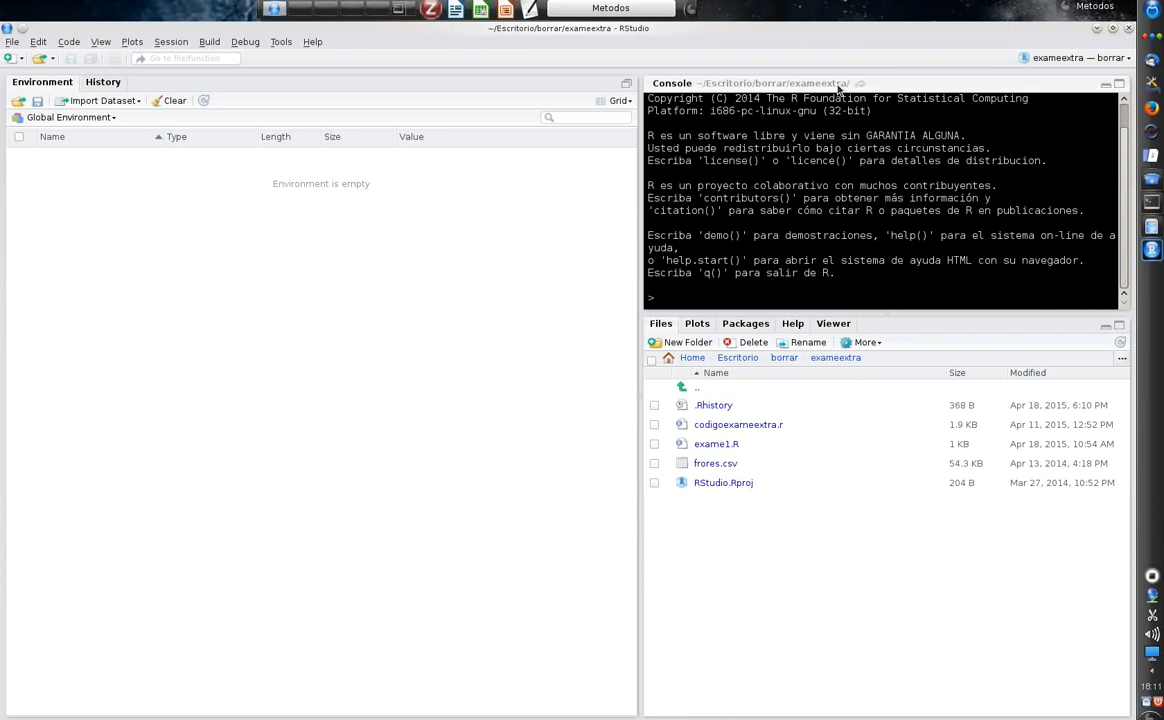 Metodos
Metodos
~/Escritorio/borrar/exameextra - RStudio
File Edit Code View Plots Session Build Debug Tools Help
Go to file/function
exameextra — borrar
Environment History
Import Dataset Clear
Grid
Global Environment
Name Type Length Size Value
Environment is empty
Console ~/Escritorio/borrar/exameextra/
Copyright (C) 2014 The R Foundation for Statistical Computing
Platform: i686-pc-linux-gnu (32-bit)
R es un software libre y viene sin GARANTIA ALGUNA.
Usted puede redistribuirlo bajo ciertas circunstancias.
Escriba 'license()' o 'licence()' para detalles de distribucion.
R es un proyecto colaborativo con muchos contribuyentes.
Escriba 'contributors()' para obtener más información y
'citation()' para saber cómo citar R o paquetes de R en publicaciones.
Escriba 'demo()' para demostraciones, 'help()' para el sistema on-line de a
yuda,
o 'help.start()' para abrir el sistema de ayuda HTML con su navegador.
Escriba 'q()' para salir de R.
>
Files Plots Packages Help Viewer
New Folder Delete Rename More
Home Escritorio borrar exameextra ...
Name Size Modified
..
.Rhistory 368 B Apr 18, 2015, 6:10 PM
codigoexameextra.r 1.9 KB Apr 11, 2015, 12:52 PM
exame1.R 1 KB Apr 18, 2015, 10:54 AM
frores.csv 54.3 KB Apr 13, 2014, 4:18 PM
RStudio.Rproj 204 B Mar 27, 2014, 10:52 PM
18:11